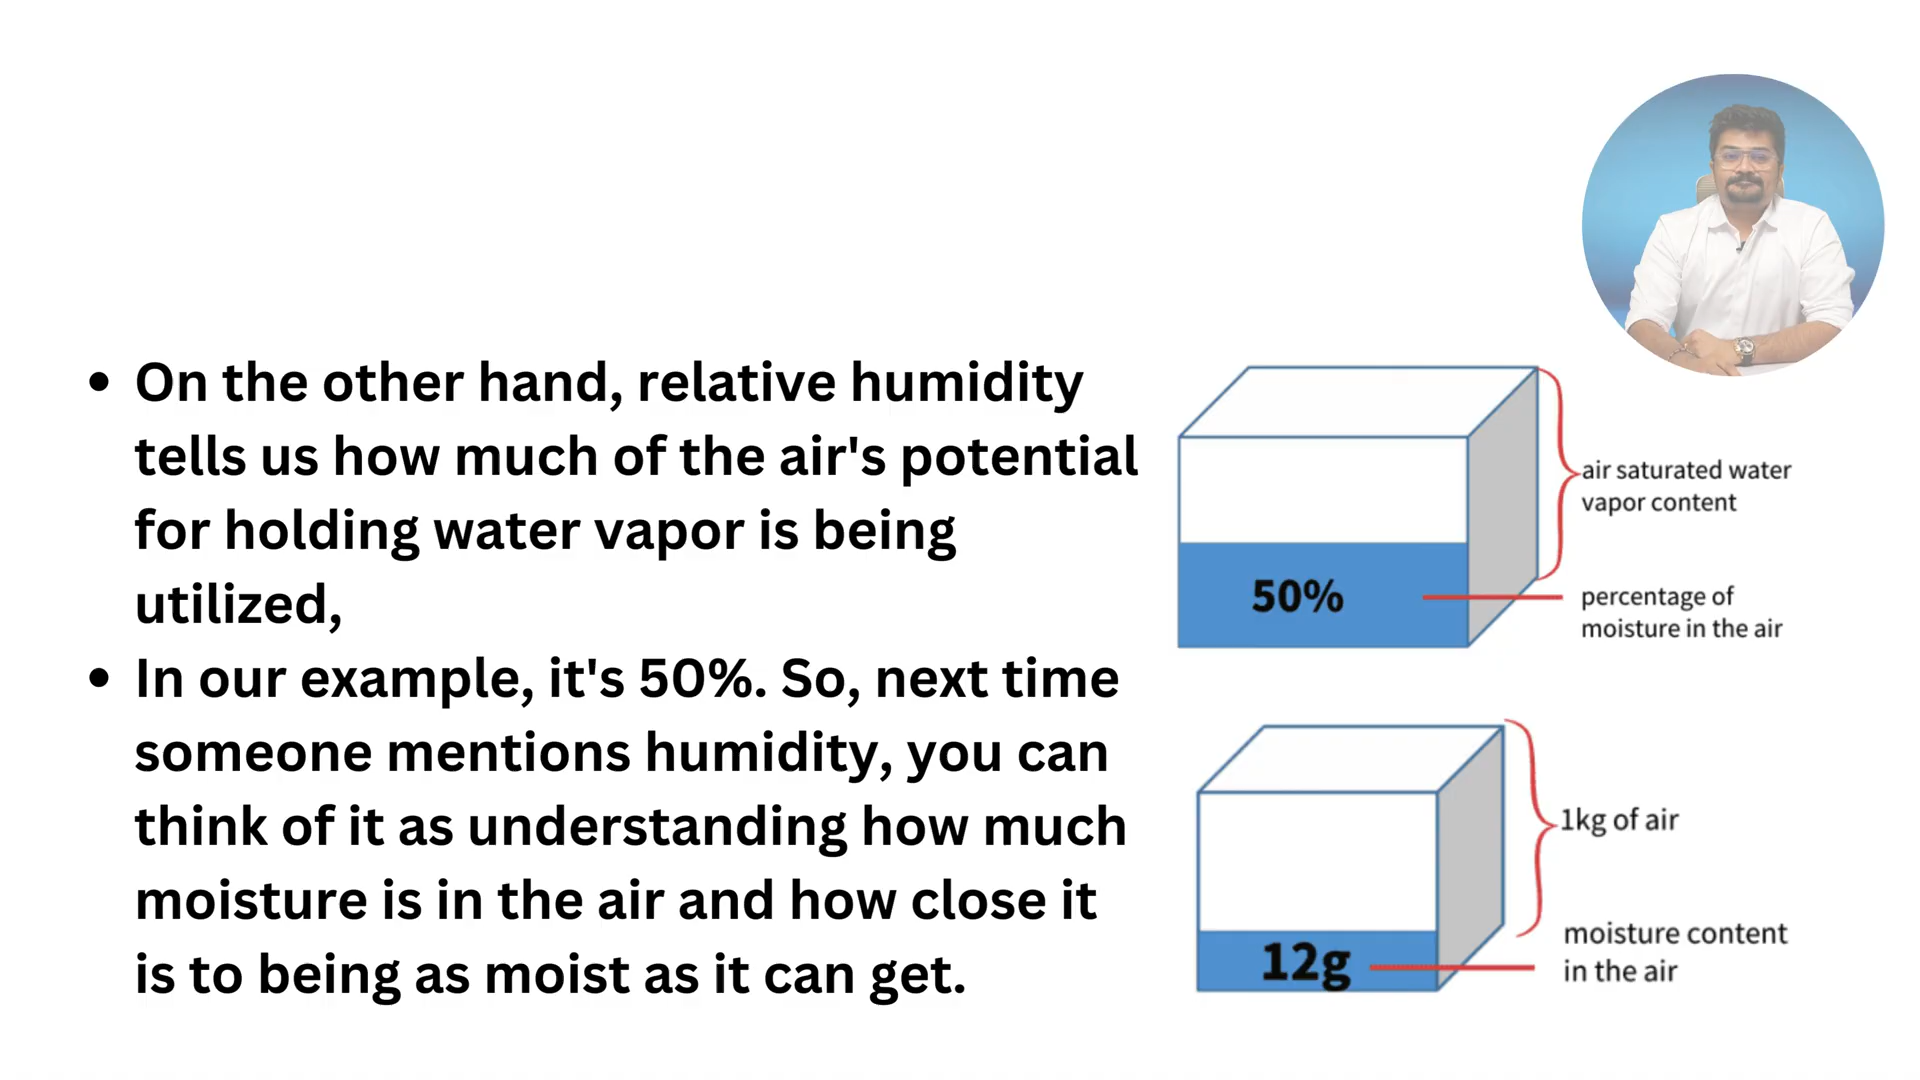 • On the other hand, relative humidity
tells us how much of the air's potential
for holding water vapor is being
utilized,
• In our example, it's 50%. So, next time
someone mentions humidity, you can
think of it as understanding how much
moisture is in the air and how close it
is to being as moist as it can get.
air saturated water
vapor content
50%
percentage of
moisture in the air
1kg of air
12g
moisture content
in the air